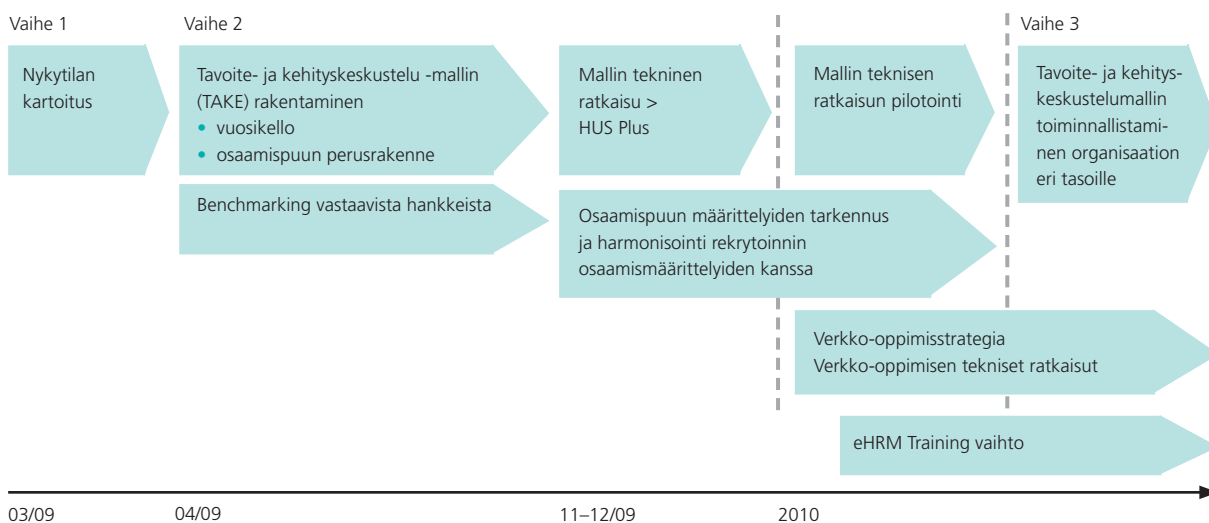 Vaihe 1
Nykytilan
kartoitus
Vaihe 2
Tavoite- ja kehityskeskustelu -mallin
(TAKE) rakentaminen
• vuosikello
• osaamispuun perusrakenne
Mallin tekninen
ratkaisu >
HUS Plus
Mallin teknisen
ratkaisun pilotointi
Vaihe 3
Tavoite- ja kehitys-
keskustelumallin
toiminnallistami-
nen organisaation
eri tasoille
Benchmarking vastaavista hankkeista
Osaamispuun määrittelyiden tarkennus
ja harmonisointi rekrytoinnin
osaamismäärittelyiden kanssa
Verkko-oppimisstrategia
Verkko-oppimisen tekniset ratkaisut
eHRM Training vaihto
03/09
04/09
11–12/09
2010